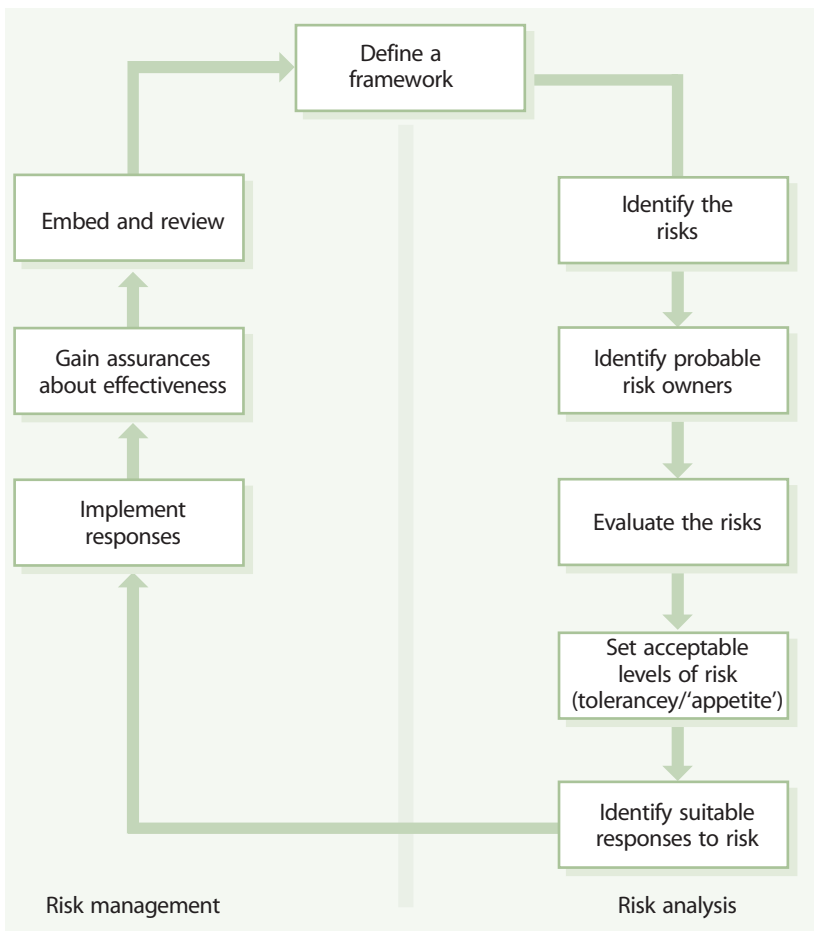 Define a
framework
Identify the
risks
Identify probable
risk owners
Evaluate the risks
Set acceptable
levels of risk
(tolerancey/‘appetite’)
Identify suitable
responses to risk
Implement
responses
Gain assurances
about effectiveness
Embed and review
Risk management
Risk analysis